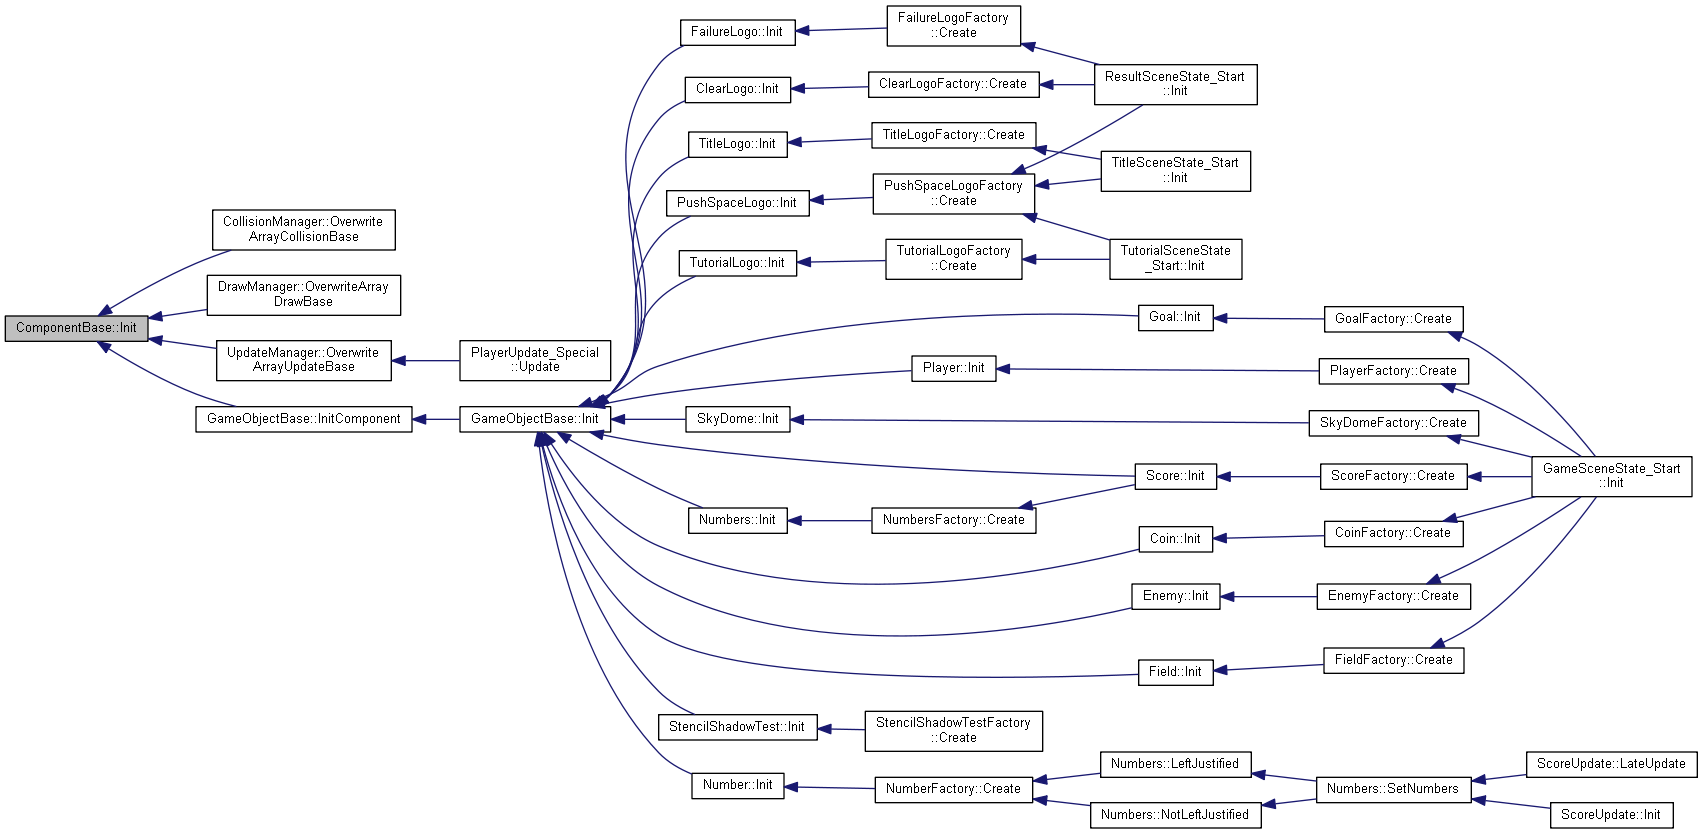 ComponentBase::Init
CollisionManager::Overwrite
ArrayCollisionBase
DrawManager::OverwriteArray
DrawBase
UpdateManager::Overwrite
ArrayUpdateBase
GameObjectBase::InitComponent
PlayerUpdate_Special
::Update
GameObjectBase::Init
FailureLogo::Init
ClearLogo::Init
TitleLogo::Init
PushSpaceLogo::Init
TutorialLogo::Init
Goal::Init
Player::Init
SkyDome::Init
Score::Init
Numbers::Init
Coin::Init
Enemy::Init
Field::Init
StencilShadowTest::Init
Number::Init
FailureLogoFactory
::Create
ClearLogoFactory::Create
TitleLogoFactory::Create
PushSpaceLogoFactory
::Create
TutorialLogoFactory
::Create
NumbersFactory::Create
StencilShadowTestFactory
::Create
NumberFactory::Create
ResultSceneState_Start
::Init
TitleSceneState_Start
::Init
TutorialSceneState
_Start::Init
GoalFactory::Create
PlayerFactory::Create
SkyDomeFactory::Create
ScoreFactory::Create
CoinFactory::Create
EnemyFactory::Create
FieldFactory::Create
GameSceneState_Start
::Init
Numbers::LeftJustified
Numbers::NotLeftJustified
Numbers::SetNumbers
ScoreUpdate::LateUpdate
ScoreUpdate::Init